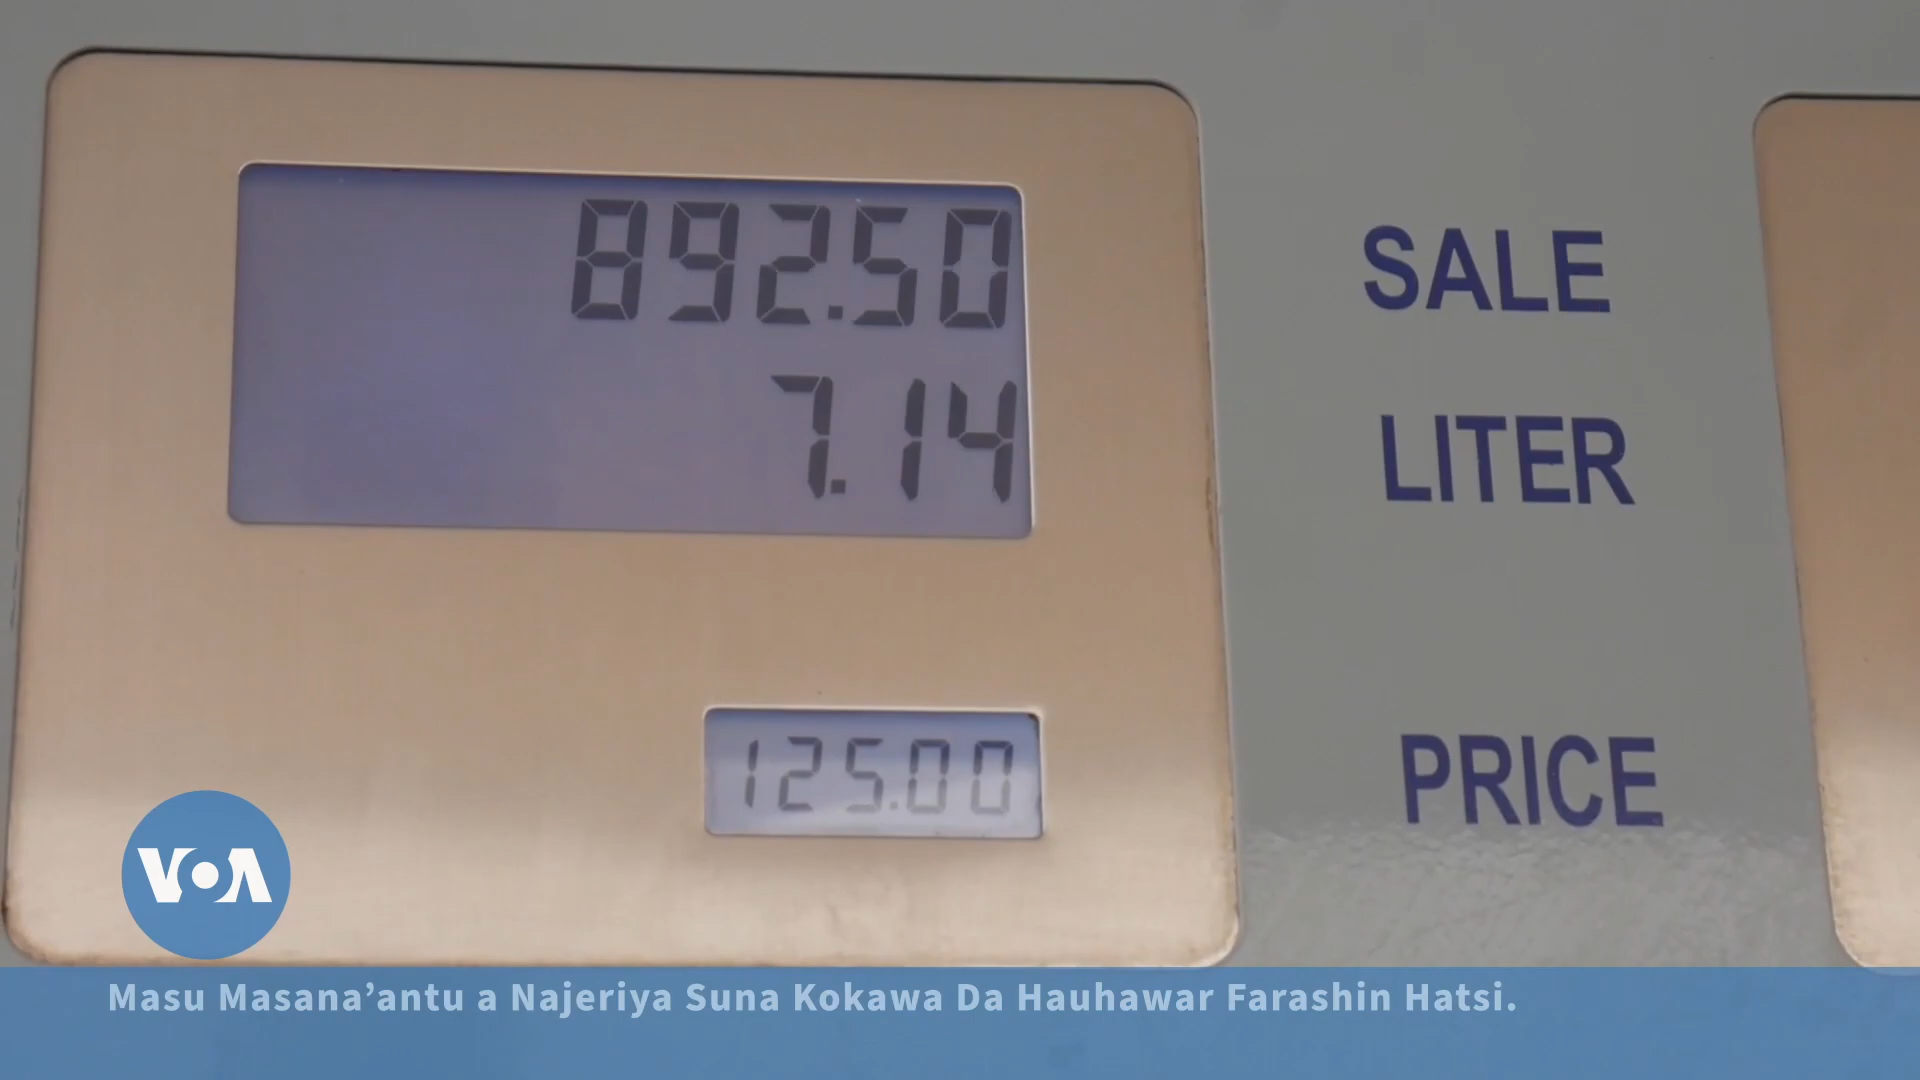 892.50 SALE
7.14 LITER
125.00 PRICE
VOA
Masu Masana’antu a Najeriya Suna Kokawa Da Hauhawar Farashin Hatsi.